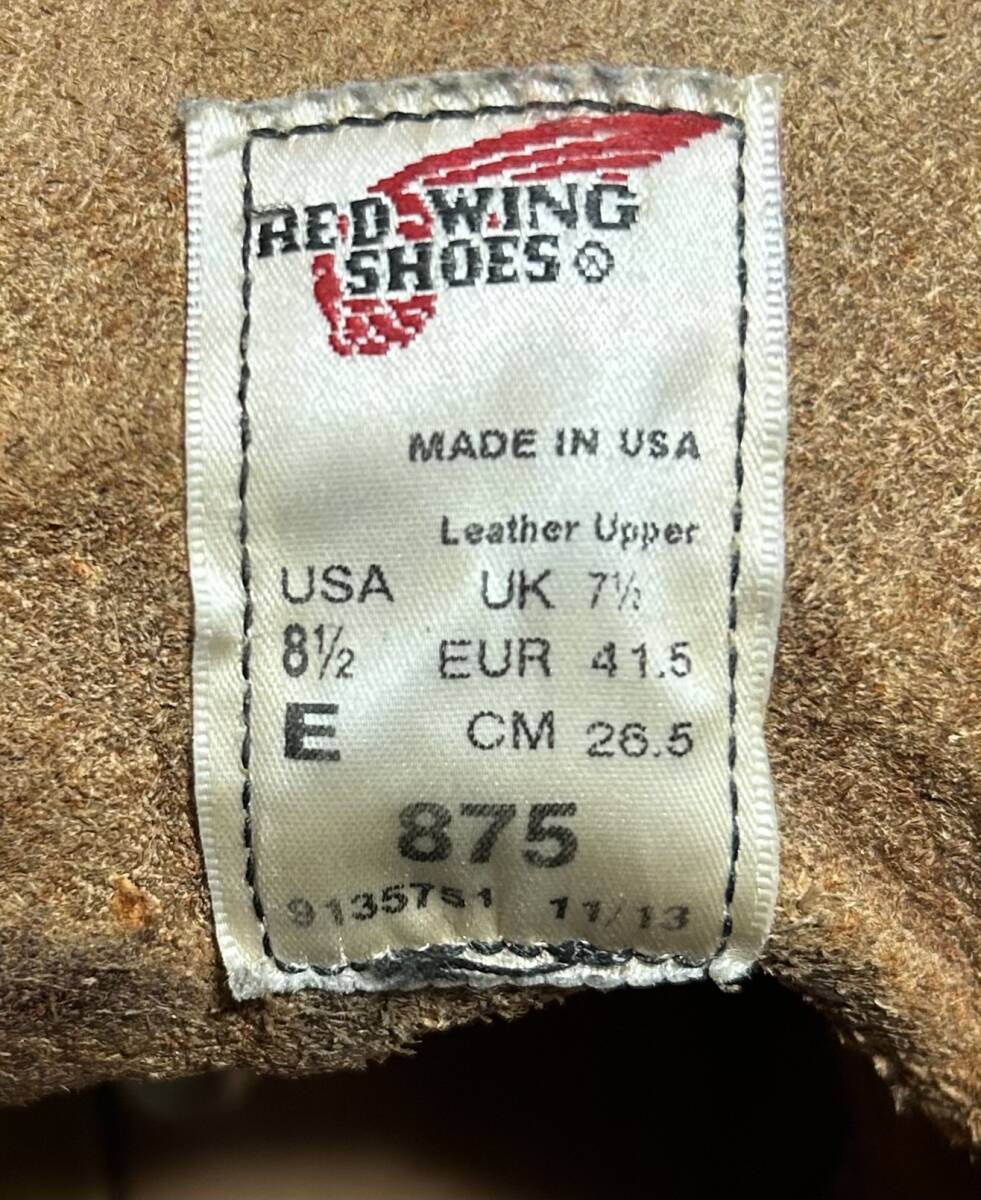 RED WING
SHOES®
MADE IN USA
Leather Upper
USA UK 7½
8½ EUR 41.5
E CM 26.5
875
9135751 11/13